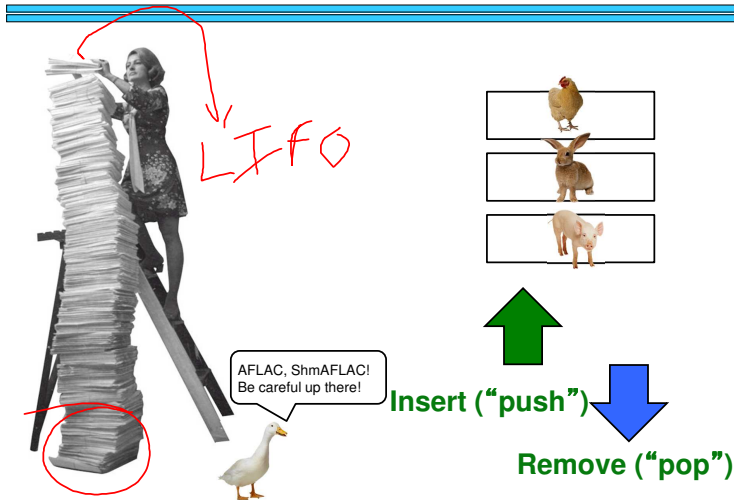 LIFO
AFLAC, ShmAFLAC!
Be careful up there!
Insert (“push”)
Remove (“pop”)